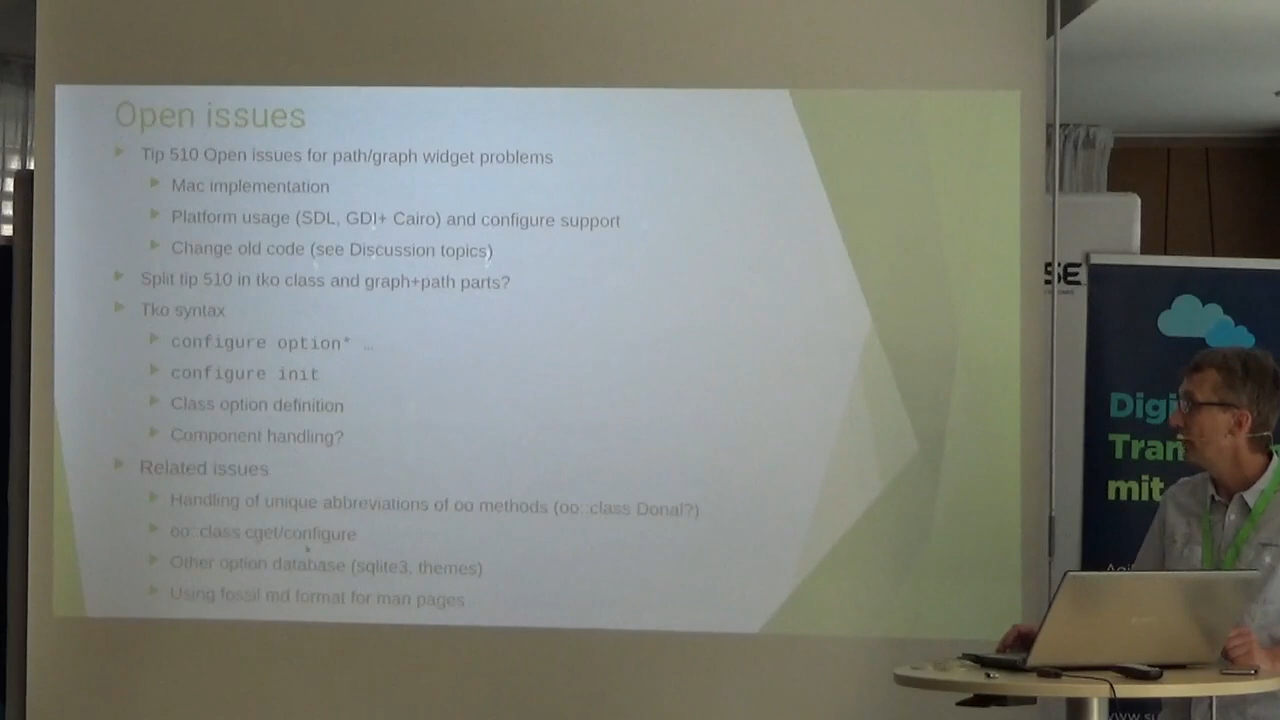 Open issues
Tip 510 Open issues for path/graph widget problems
Mac implementation
Platform usage (SDL, GDI+ Cairo) and configure support
Change old code (see Discussion topics)
Split tip 510 in tko class and graph+path parts?
Tko syntax
configure option* ...
configure init
Class option definition
Component handling?
Related issues
Handling of unique abbreviations of oo methods (oo::class Donal?)
oo::class cget/configure
Other option database (sqlite3, themes)
Using fossil md format for man pages
SE
Digi
Tran
mit
Agi
www.su